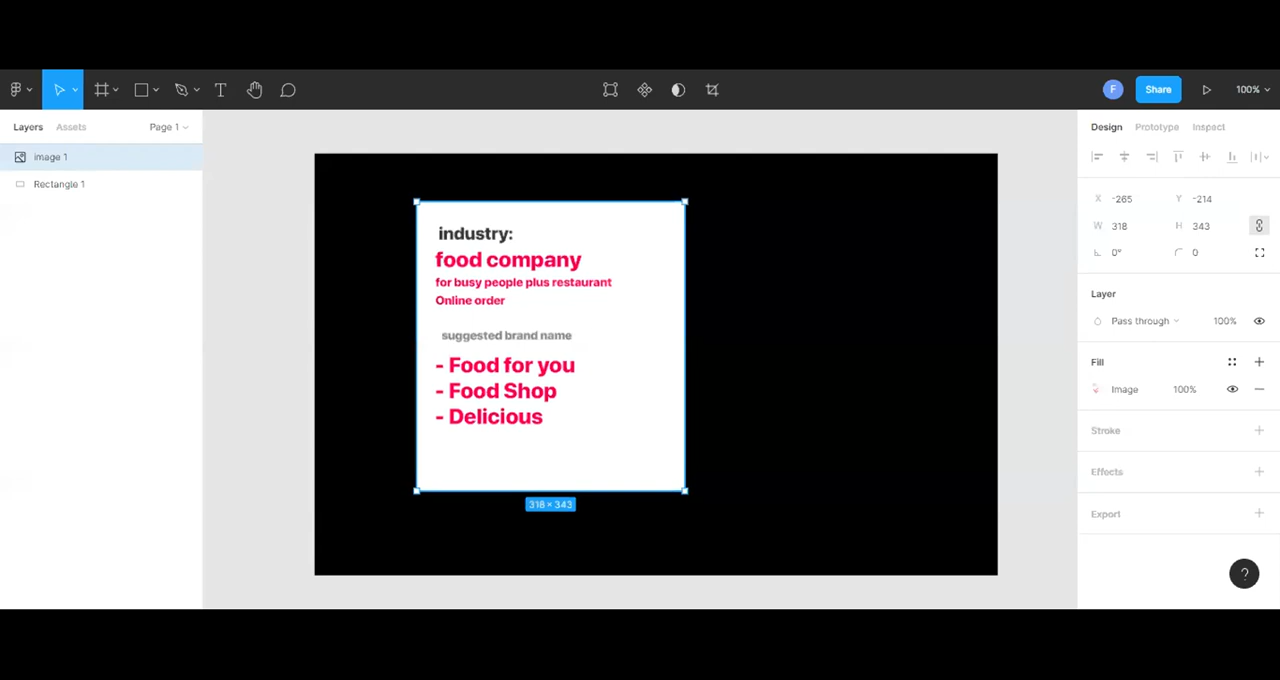 F
Share
100%
Layers
Assets
Page 1
image 1
Rectangle 1
industry:
food company
for busy people plus restaurant
Online order
suggested brand name
- Food for you
- Food Shop
- Delicious
318 × 343
Design
Prototype
Inspect
X -265
Y -214
W 318
H 343
0°
0
Layer
Pass through
100%
Fill
Image
100%
Stroke
Effects
Export
?